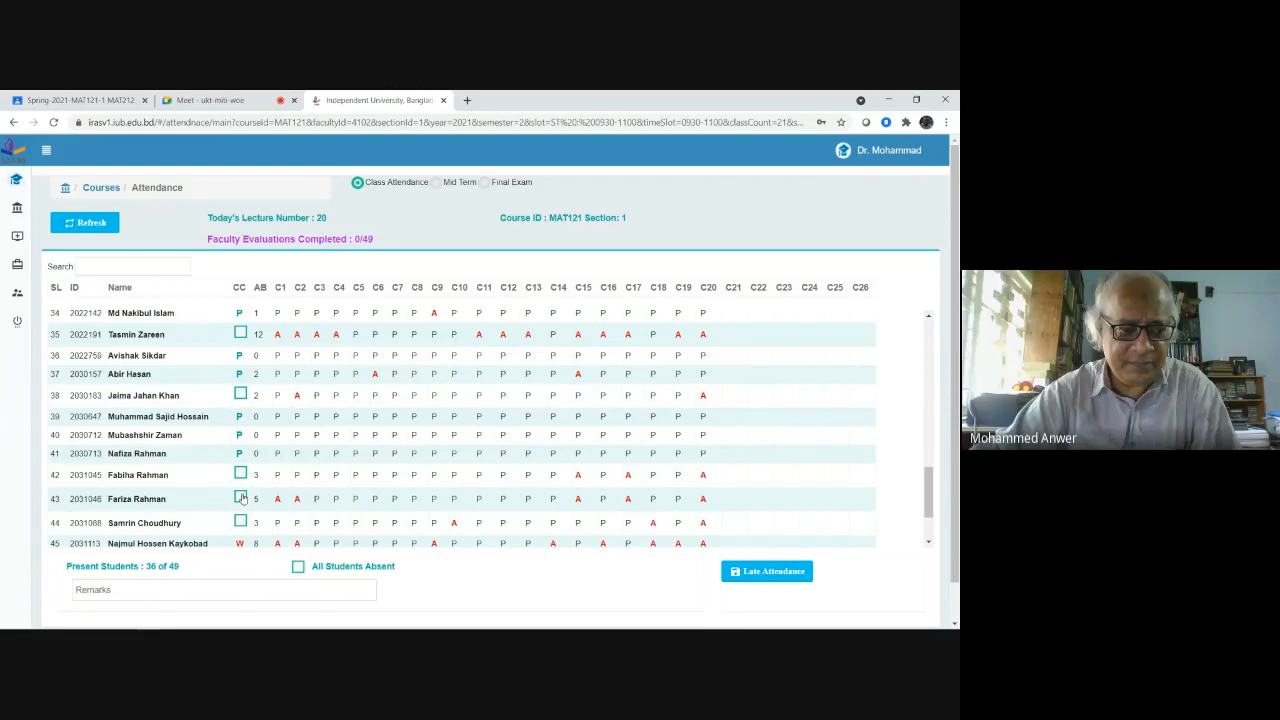 Spring-2021-MAT121-1 MAT212
Meet - ukt-miti-woe
Independent University, Banglad
irasv1.iub.edu.bd/#/attendnace/main?courseId=MAT121&facultyId=4102&sectionId=1&year=2021&semester=2&slot=ST%20:%200930-1100&timeSlot=0930-1100&classCount=21&s...
Dr. Mohammad
Courses / Attendance
Class Attendance Mid Term Final Exam
Refresh
Today's Lecture Number : 20
Course ID : MAT121 Section: 1
Faculty Evaluations Completed : 0/49
Search:
SL ID Name CC AB C1 C2 C3 C4 C5 C6 C7 C8 C9 C10 C11 C12 C13 C14 C15 C16 C17 C18 C19 C20 C21 C22 C23 C24 C25 C26
34 2022142 Md Nakibul Islam P 1 P P P P P P P P A P P P P P P P P P P P
35 2022191 Tasmin Zareen 12 A A A A P P P P P P A A A P A A A P A A
36 2022759 Avishak Sikdar P 0 P P P P P P P P P P P P P P P P P P P P
37 2030157 Abir Hasan P 2 P P P P P A P P P P P P P P A P P P P P
38 2030183 Jaima Jahan Khan 2 P A P P P P P P P P P P P P P P P P P A
39 2030647 Muhammad Sajid Hossain P 0 P P P P P P P P P P P P P P P P P P P P
40 2030712 Mubashshir Zaman P 0 P P P P P P P P P P P P P P P P P P P P
41 2030713 Nafiza Rahman P 0 P P P P P P P P P P P P P P P P P P P P
42 2031045 Fabiha Rahman 3 P P P P P P P P P P P P P P A P A P P A
43 2031046 Fariza Rahman 5 A A P P P P P P P P P P P P A P A P P A
44 2031068 Samrin Choudhury 3 P P P P P P P P P A P P P P P P P A P A
45 2031113 Najmul Hossen Kaykobad W 8 A A P P P P P P A P P P P A P A P A A A
Present Students : 36 of 49
All Students Absent
Late Attendance
Remarks
Mohammed Anwer